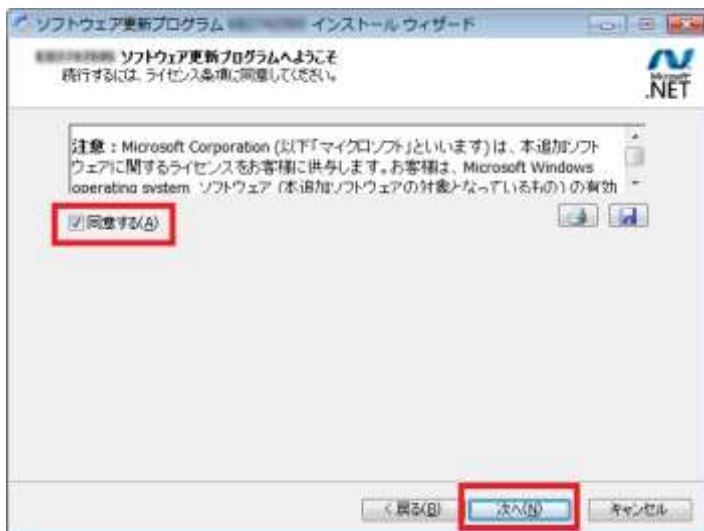 ソフトウェア更新プログラム インストール ウィザード
ソフトウェア更新プログラムへようこそ
続行するには、ライセンス条項に同意してください。
Microsoft
.NET
注意：Microsoft Corporation (以下「マイクロソフト」といいます) は、本追加ソフト
ウェアに関するライセンスをお客様に供与します。お客様は、Microsoft Windows
operating system ソフトウェア (本追加ソフトウェアの対象となっているもの) の有効
同意する(A)
< 戻る(B)
次へ(N)
キャンセル